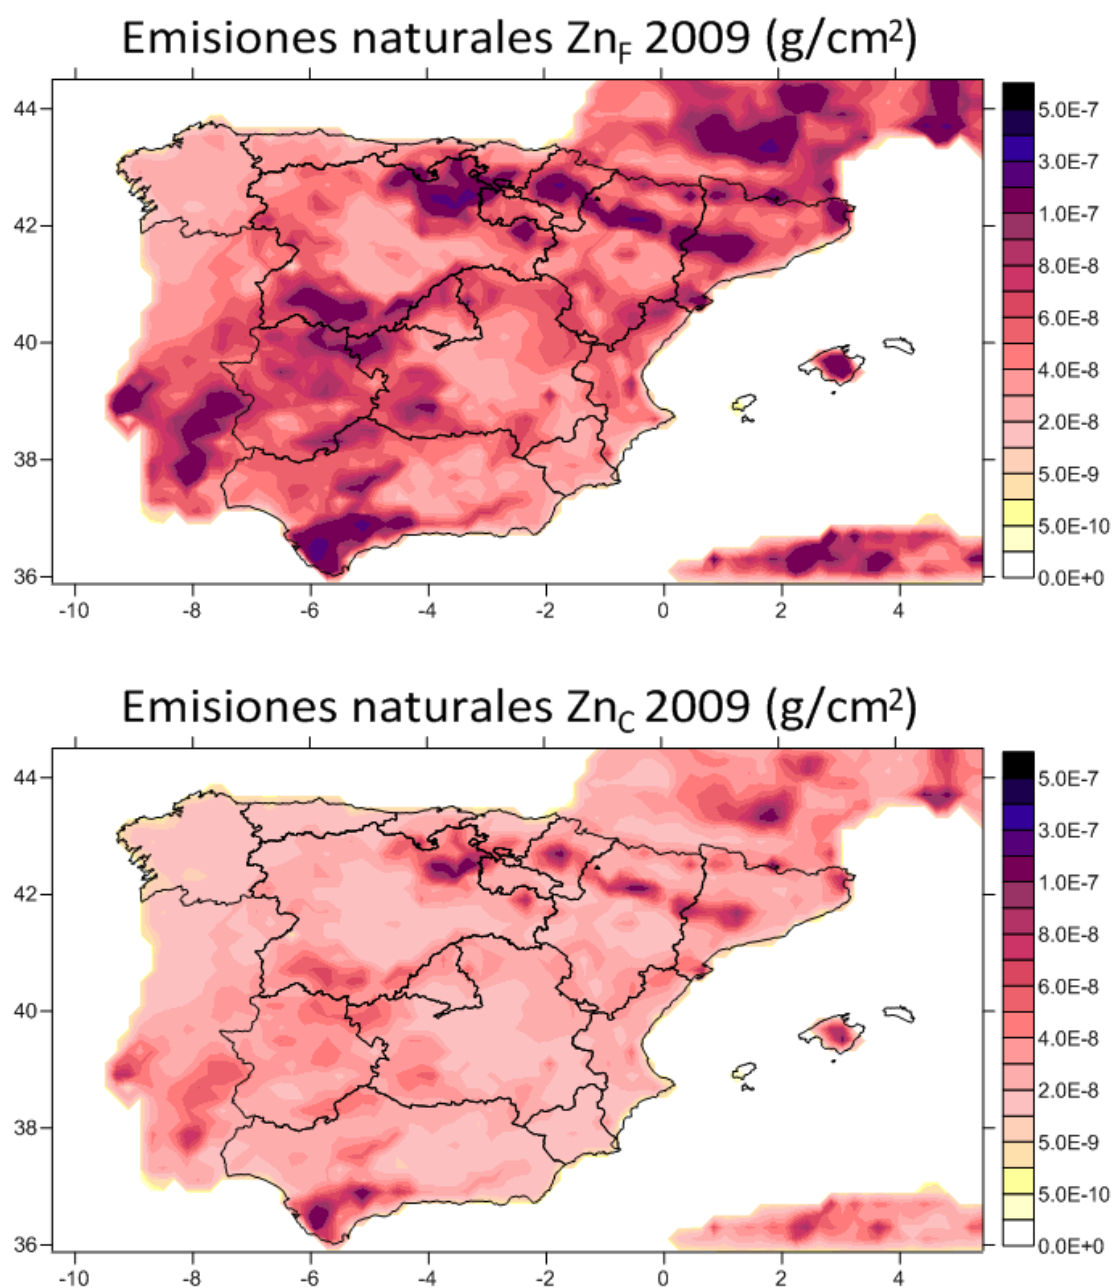 Emisiones naturales Zn_F 2009 (g/cm²)
44
42
40
38
36
-10 -8 -6 -4 -2 0 2 4
5.0E-7
3.0E-7
1.0E-7
8.0E-8
6.0E-8
4.0E-8
2.0E-8
5.0E-9
5.0E-10
0.0E+0
Emisiones naturales Zn_C 2009 (g/cm²)
44
42
40
38
36
-10 -8 -6 -4 -2 0 2 4
5.0E-7
3.0E-7
1.0E-7
8.0E-8
6.0E-8
4.0E-8
2.0E-8
5.0E-9
5.0E-10
0.0E+0